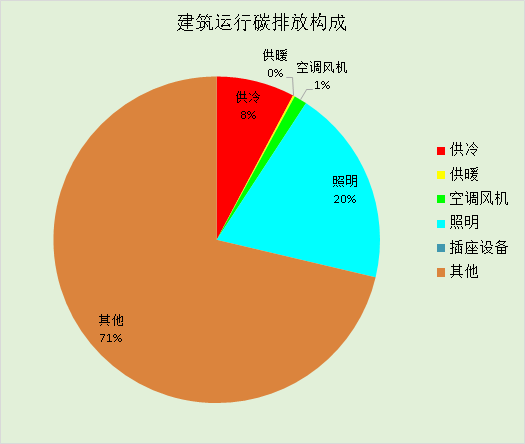 建筑运行碳排放构成
供暖
0%
空调风机
1%
供冷
8%
照明
20%
其他
71%
供冷
供暖
空调风机
照明
插座设备
其他